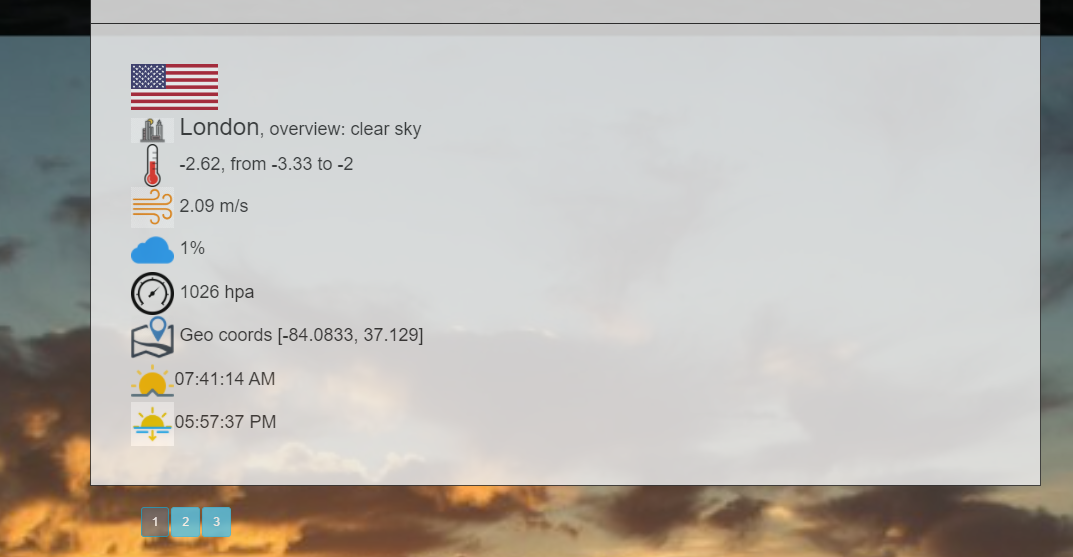 London, overview: clear sky
-2.62, from -3.33 to -2
2.09 m/s
1%
1026 hpa
Geo coords [-84.0833, 37.129]
07:41:14 AM
05:57:37 PM
1 2 3